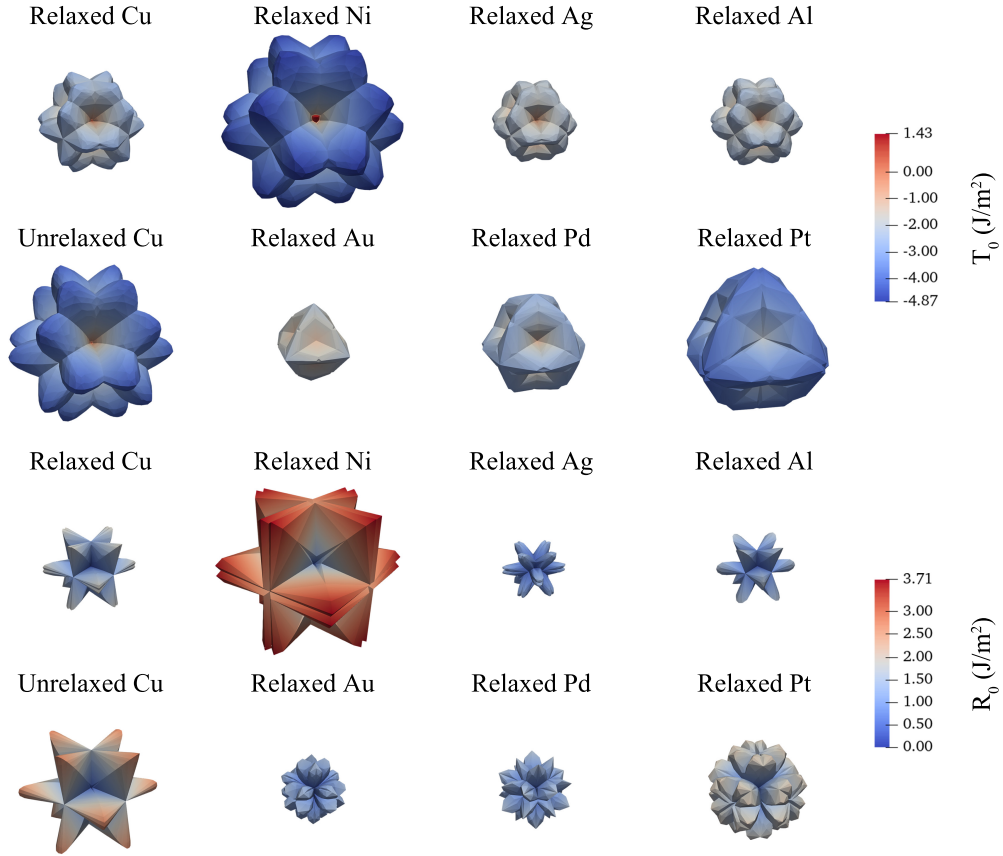 Relaxed Cu Relaxed Ni Relaxed Ag Relaxed Al
1.43
0.00
-1.00
-2.00
-3.00
-4.00
-4.87
T₀ (J/m²)
Unrelaxed Cu Relaxed Au Relaxed Pd Relaxed Pt
Relaxed Cu Relaxed Ni Relaxed Ag Relaxed Al
3.71
3.00
2.50
2.00
1.50
1.00
0.50
0.00
R₀ (J/m²)
Unrelaxed Cu Relaxed Au Relaxed Pd Relaxed Pt